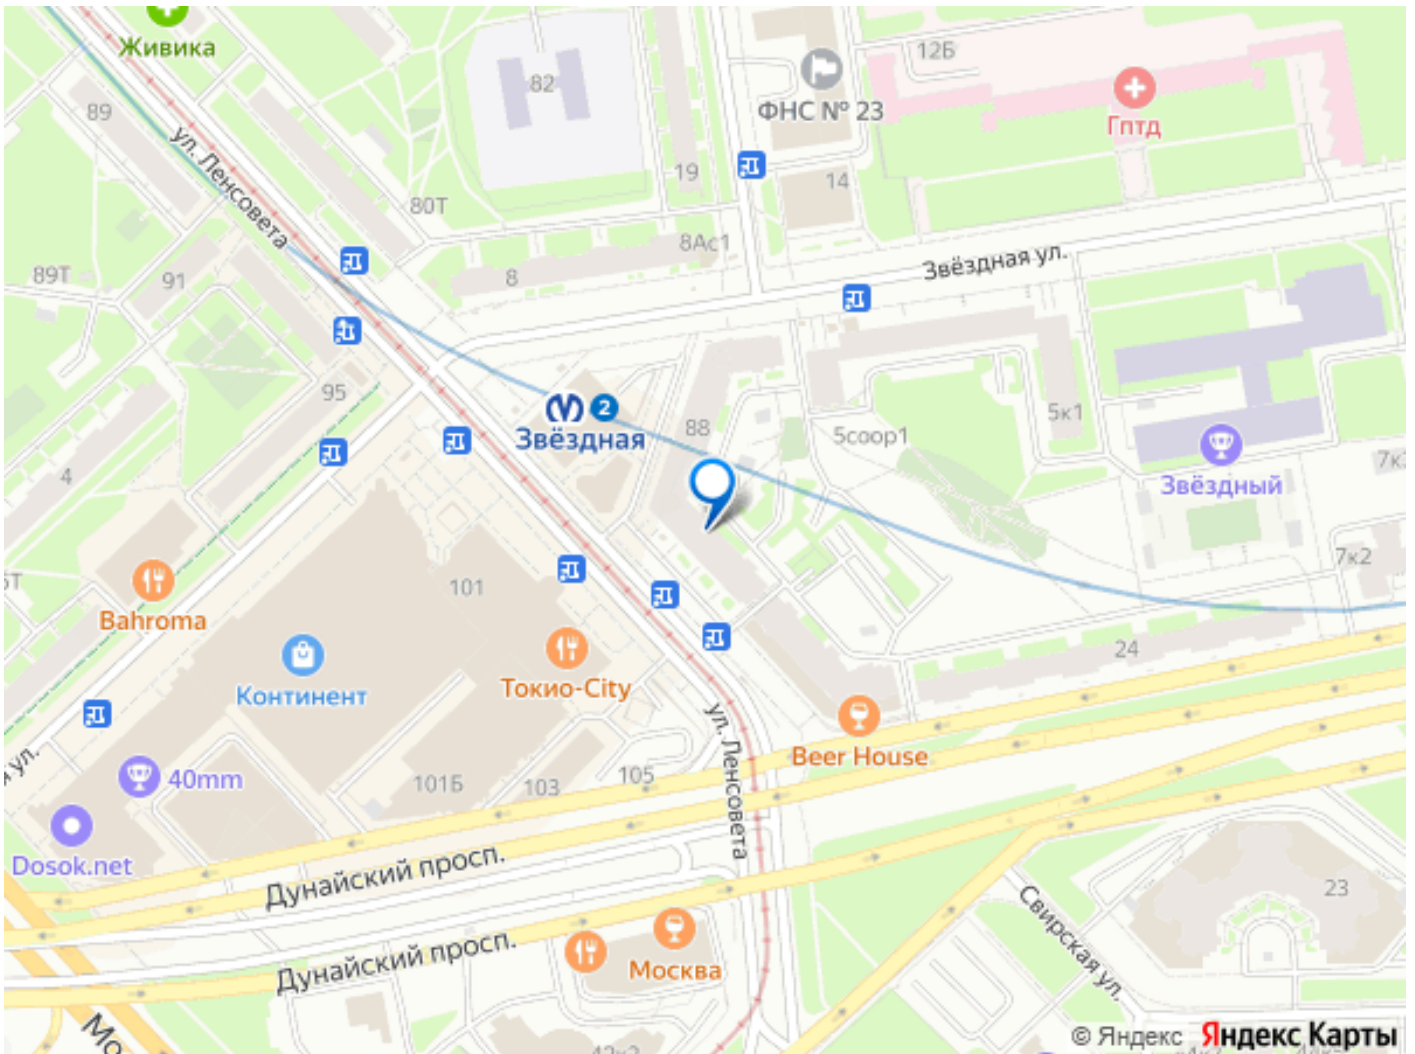 Живика
82
12Б
ФНС № 23
Гптд
89
ул. Ленсовета
19
14
80Т
8Ас1
Звёздная ул.
89Т
91
8
95
2
Звёздная
88
5соор1
5к1
Звёздный
4
7к2
Bahroma
101
24
Континент
Токио-City
ул. Ленсовета
Beer House
40mm
101Б
103
105
Dosok.net
Дунайский просп.
23
Свирская ул.
Дунайский просп.
Москва
© Яндекс Яндекс Карты